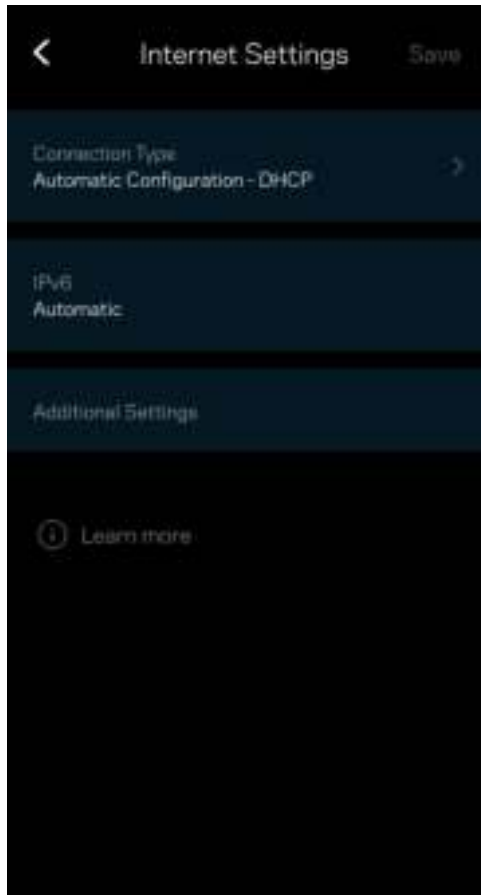 Internet Settings
Save
Connection Type
Automatic Configuration - DHCP
IPv6
Automatic
Additional Settings
Learn more